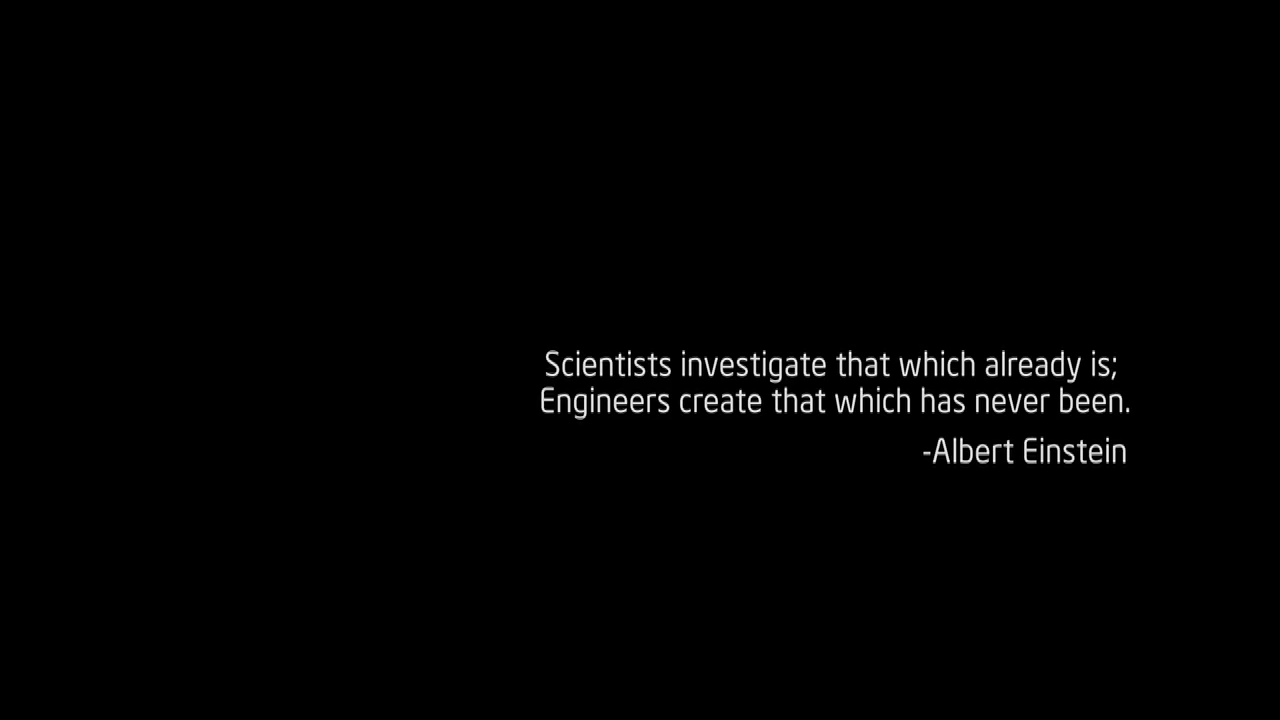 Scientists investigate that which already is;
Engineers create that which has never been.
-Albert Einstein